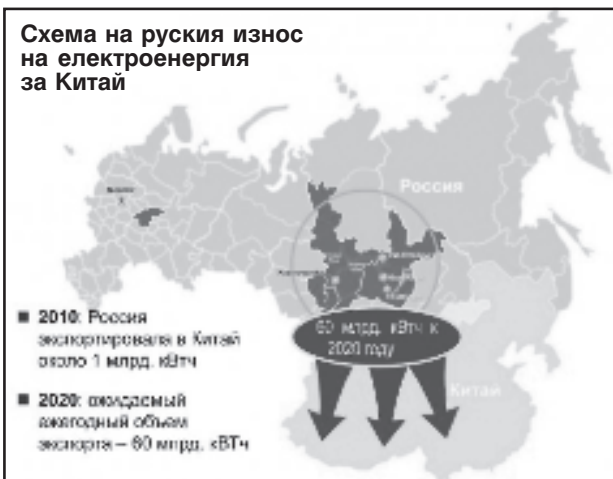 Схема на руския износ
на електроенергия
за Китай
Россия
60 млрд. кВтч к
2020 году
Китай
2010: Россия
экспортировала в Китай
около 1 млрд. кВтч
2020: ожидаемый
ежегодный объем
экспорта – 60 млрд. кВТч